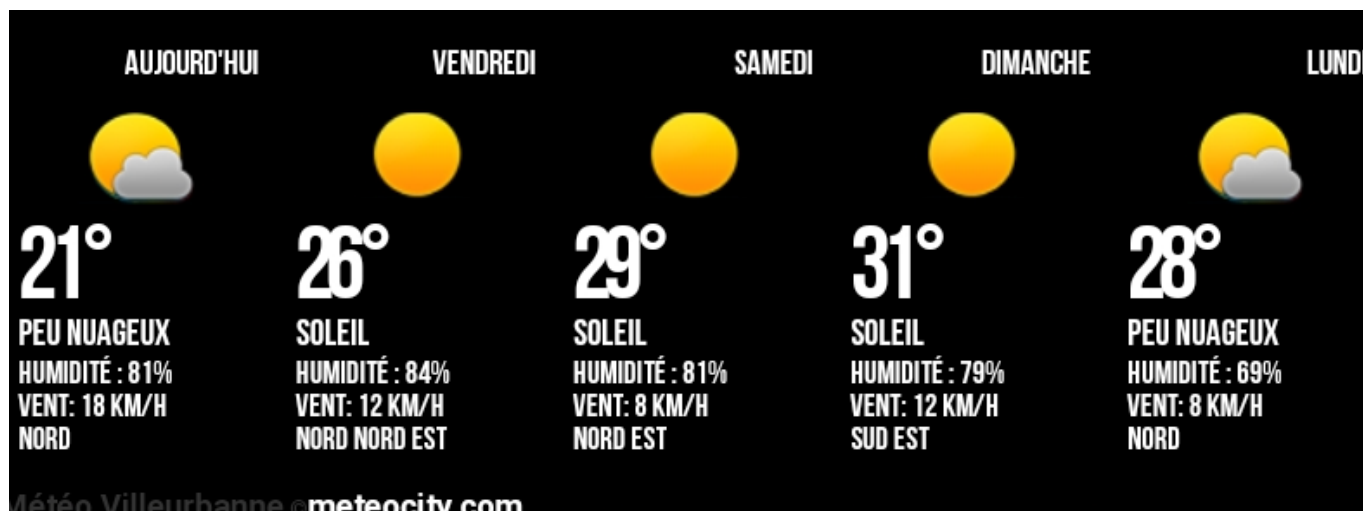 AUJOURD'HUI VENDREDI SAMEDI DIMANCHE LUNDI
21° 26° 29° 31° 28°
PEU NUAGEUX SOLEIL SOLEIL SOLEIL PEU NUAGEUX
HUMIDITÉ : 81% HUMIDITÉ : 84% HUMIDITÉ : 81% HUMIDITÉ : 79% HUMIDITÉ : 69%
VENT: 18 KM/H VENT: 12 KM/H VENT: 8 KM/H VENT: 12 KM/H VENT: 8 KM/H
NORD NORD NORD EST NORD EST SUD EST NORD
Météo Villeurbanne ©meteocity.com